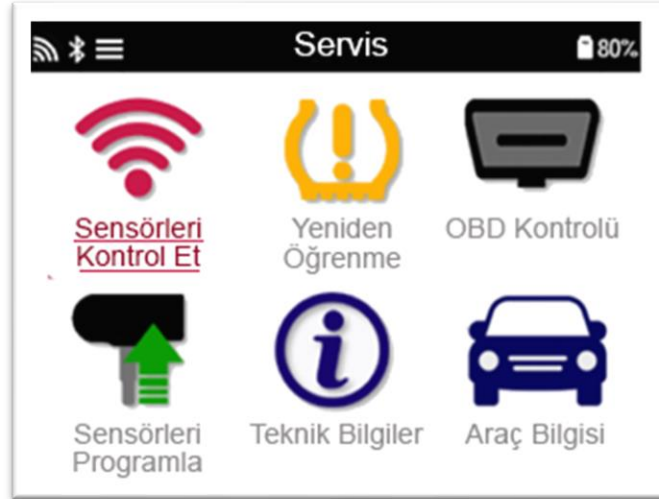 Servis
80%
Sensörleri
Kontrol Et
Yeniden
Öğrenme
OBD Kontrolü
Sensörleri
Programla
Teknik Bilgiler
Araç Bilgisi